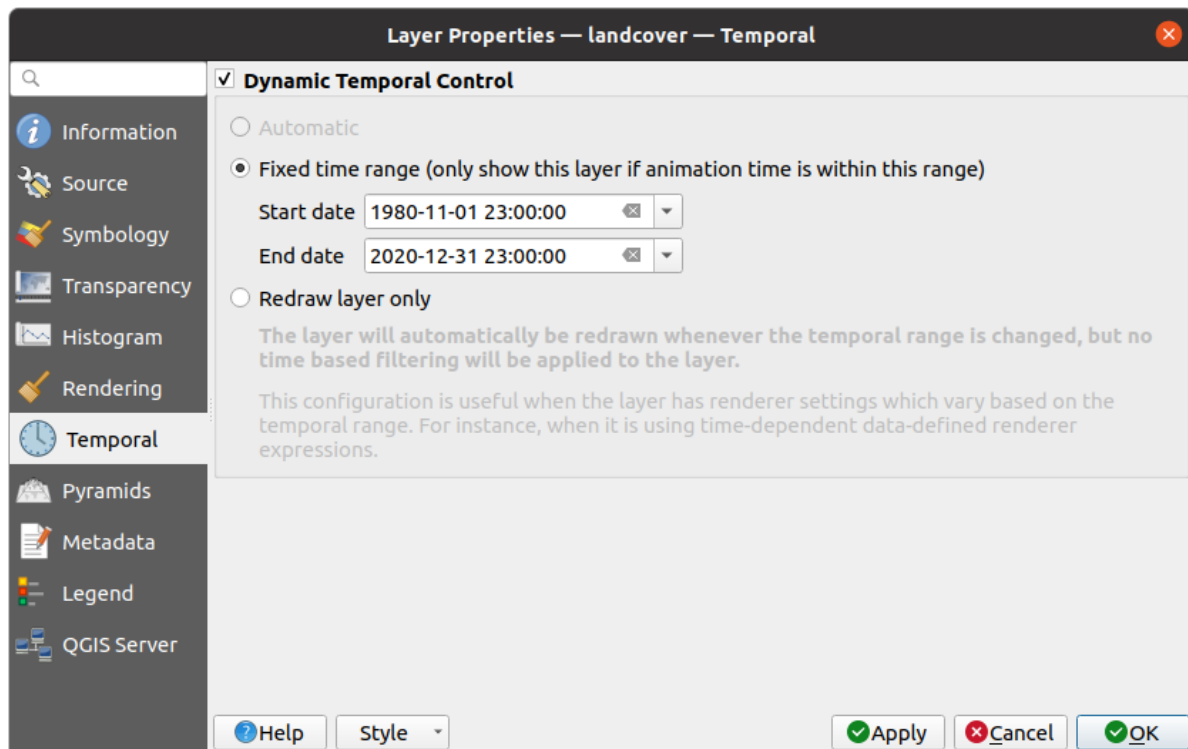 Layer Properties — landcover — Temporal
Information
Source
Symbology
Transparency
Histogram
Rendering
Temporal
Pyramids
Metadata
Legend
QGIS Server
Dynamic Temporal Control
Automatic
Fixed time range (only show this layer if animation time is within this range)
Start date 1980-11-01 23:00:00
End date 2020-12-31 23:00:00
Redraw layer only
The layer will automatically be redrawn whenever the temporal range is changed, but no
time based filtering will be applied to the layer.
This configuration is useful when the layer has renderer settings which vary based on the
temporal range. For instance, when it is using time-dependent data-defined renderer
expressions.
Help Style Apply Cancel OK